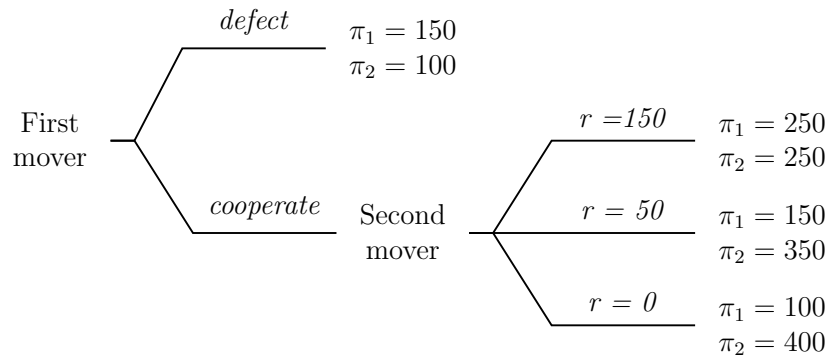 defect
π₁ = 150
π₂ = 100
First
mover
cooperate
Second
mover
r =150
π₁ = 250
π₂ = 250
r = 50
π₁ = 150
π₂ = 350
r = 0
π₁ = 100
π₂ = 400